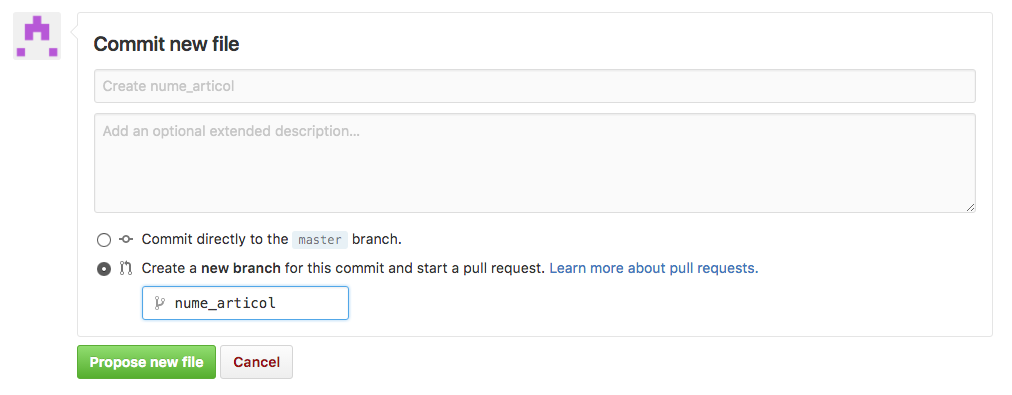 Commit new file
Create nume_articol
Add an optional extended description...
Commit directly to the master branch.
Create a new branch for this commit and start a pull request. Learn more about pull requests.
nume_articol
Propose new file
Cancel